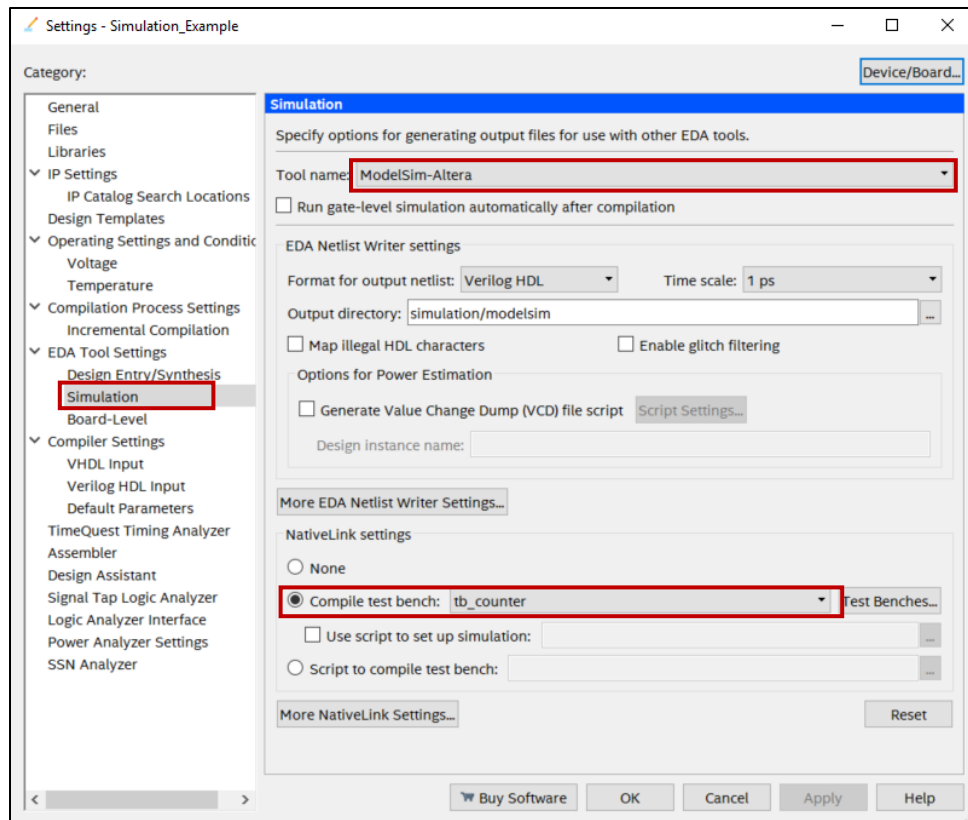 Settings - Simulation_Example
Category:
Device/Board...
General
Files
Libraries
IP Settings
IP Catalog Search Locations
Design Templates
Operating Settings and Conditic
Voltage
Temperature
Compilation Process Settings
Incremental Compilation
EDA Tool Settings
Design Entry/Synthesis
Simulation
Board-Level
Compiler Settings
VHDL Input
Verilog HDL Input
Default Parameters
TimeQuest Timing Analyzer
Assembler
Design Assistant
Signal Tap Logic Analyzer
Logic Analyzer Interface
Power Analyzer Settings
SSN Analyzer
Simulation
Specify options for generating output files for use with other EDA tools.
Tool name: ModelSim-Altera
Run gate-level simulation automatically after compilation
EDA Netlist Writer settings
Format for output netlist: Verilog HDL Time scale: 1 ps
Output directory: simulation/modelsim ...
Map illegal HDL characters Enable glitch filtering
Options for Power Estimation
Generate Value Change Dump (VCD) file script Script Settings...
Design instance name:
More EDA Netlist Writer Settings...
NativeLink settings
None
Compile test bench: tb_counter Test Benches...
Use script to set up simulation: ...
Script to compile test bench: ...
More NativeLink Settings... Reset
Buy Software OK Cancel Apply Help